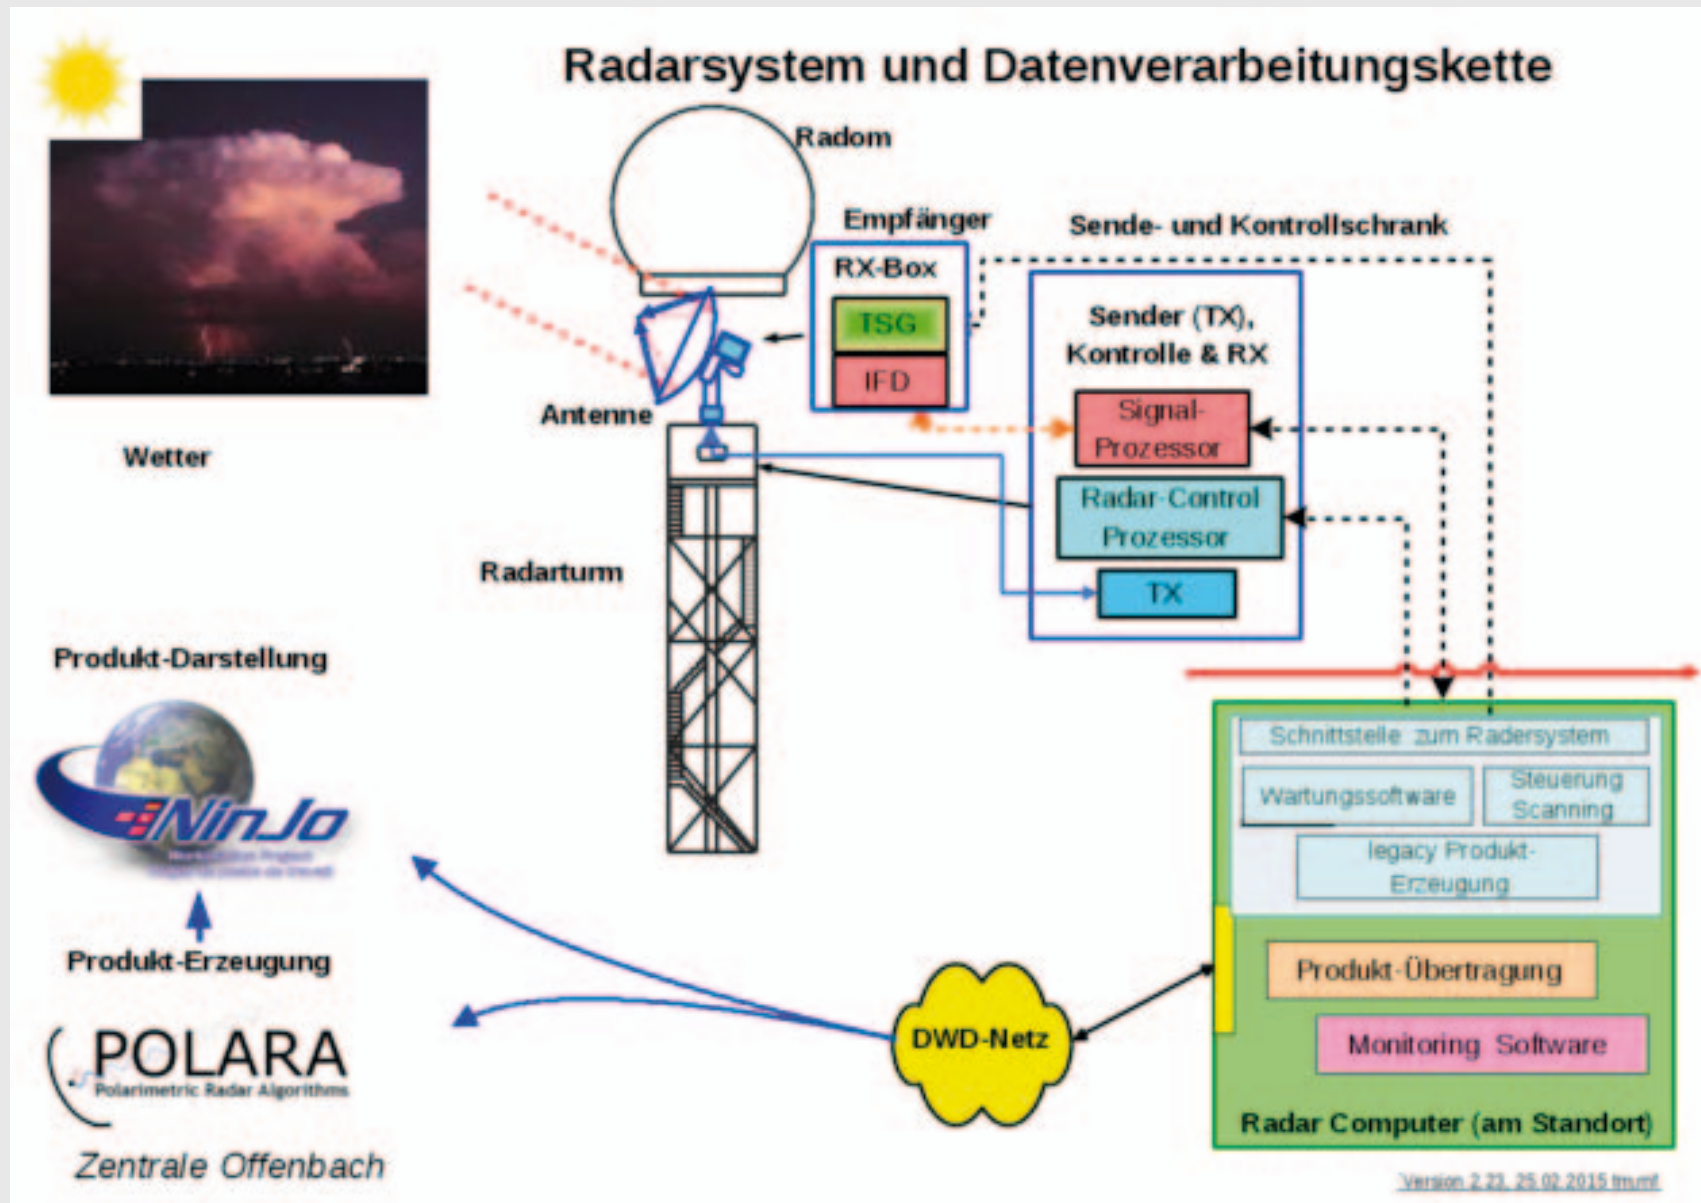 Radarsystem und Datenverarbeitungskette
Radom
Empfänger
Sende- und Kontrollschrank
RX-Box
TSG
IFD
Sender (TX),
Kontrolle & RX
Signal-
Prozessor
Radar-Control
Prozessor
TX
Antenne
Wetter
Radarturm
Produkt-Darstellung
NinJo
Produkt-Erzeugung
POLARA
Polarimetric Radar Algorithms
Zentrale Offenbach
DWD-Netz
Schnittstelle zum Radersystem
Wartungssoftware
Steuerung
Scanning
legacy Produkt-
Erzeugung
Produkt-Übertragung
Monitoring Software
Radar Computer (am Standort)
Version 2.23, 25.02.2015 tm.mf